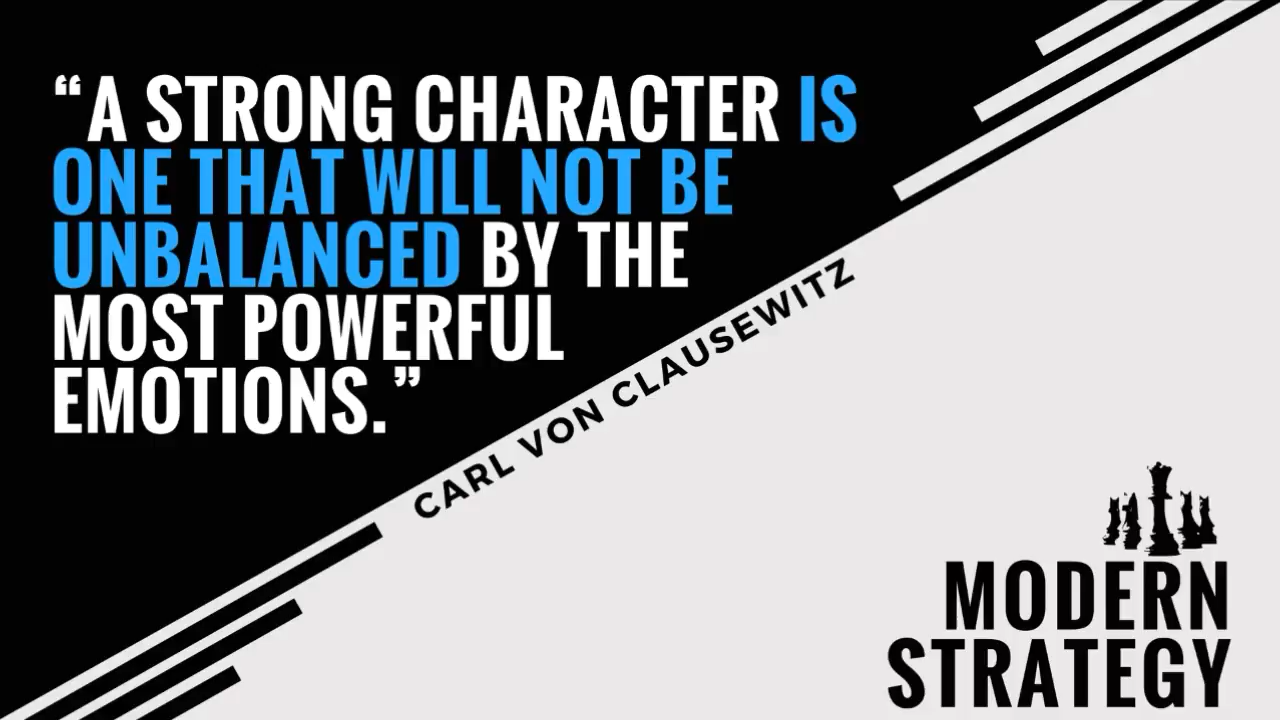 “A STRONG CHARACTER IS
ONE THAT WILL NOT BE
UNBALANCED BY THE
MOST POWERFUL
EMOTIONS.”
CARL VON CLAUSEWITZ
MODERN
STRATEGY